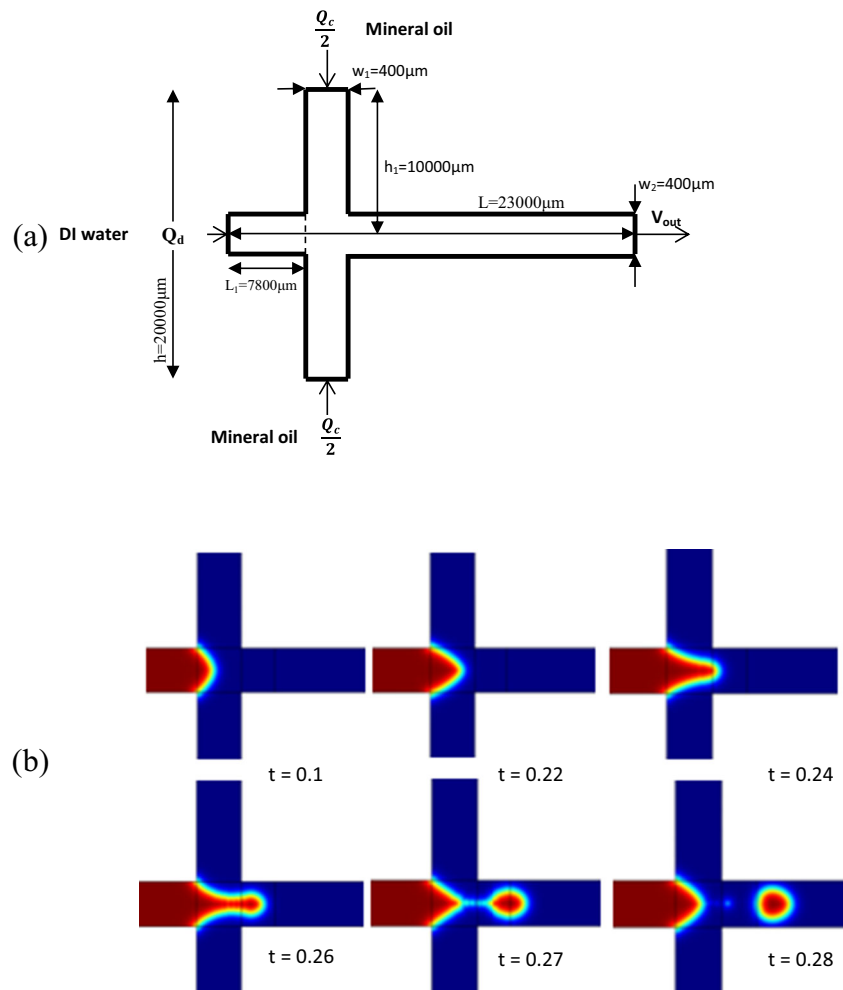 Q_c/2 Mineral oil
w₁=400µm
h₁=10000µm
w₂=400µm
L=23000µm
V_out
(a) DI water Q_d
L₁=7800µm
h=20000µm
Mineral oil Q_c/2
t = 0.1 t = 0.22 t = 0.24
(b)
t = 0.26 t = 0.27 t = 0.28